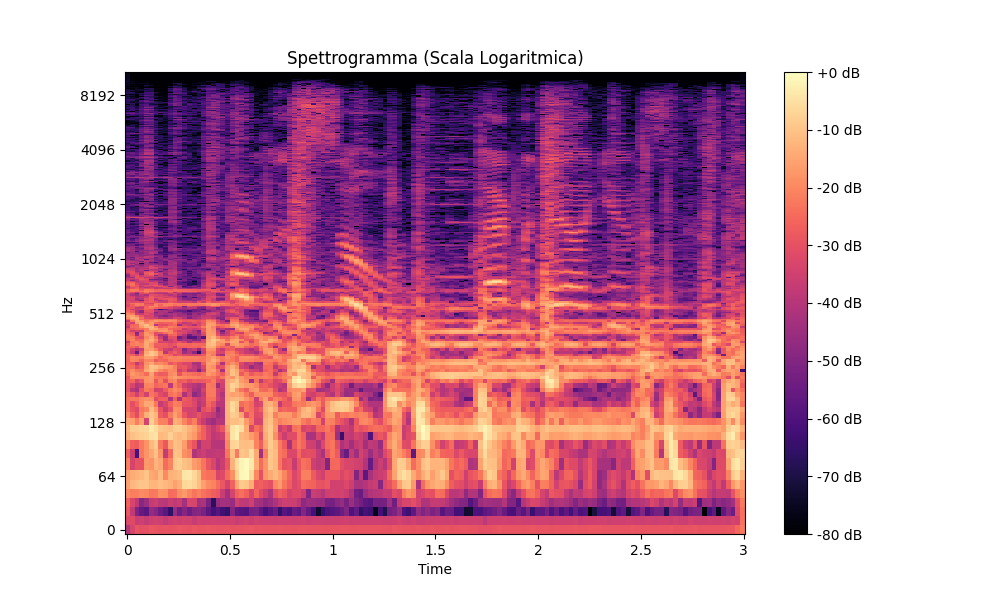 Spettrogramma (Scala Logaritmica)
Hz
8192
4096
2048
1024
512
256
128
64
0
0
0.5
1
1.5
2
2.5
3
Time
+0 dB
-10 dB
-20 dB
-30 dB
-40 dB
-50 dB
-60 dB
-70 dB
-80 dB